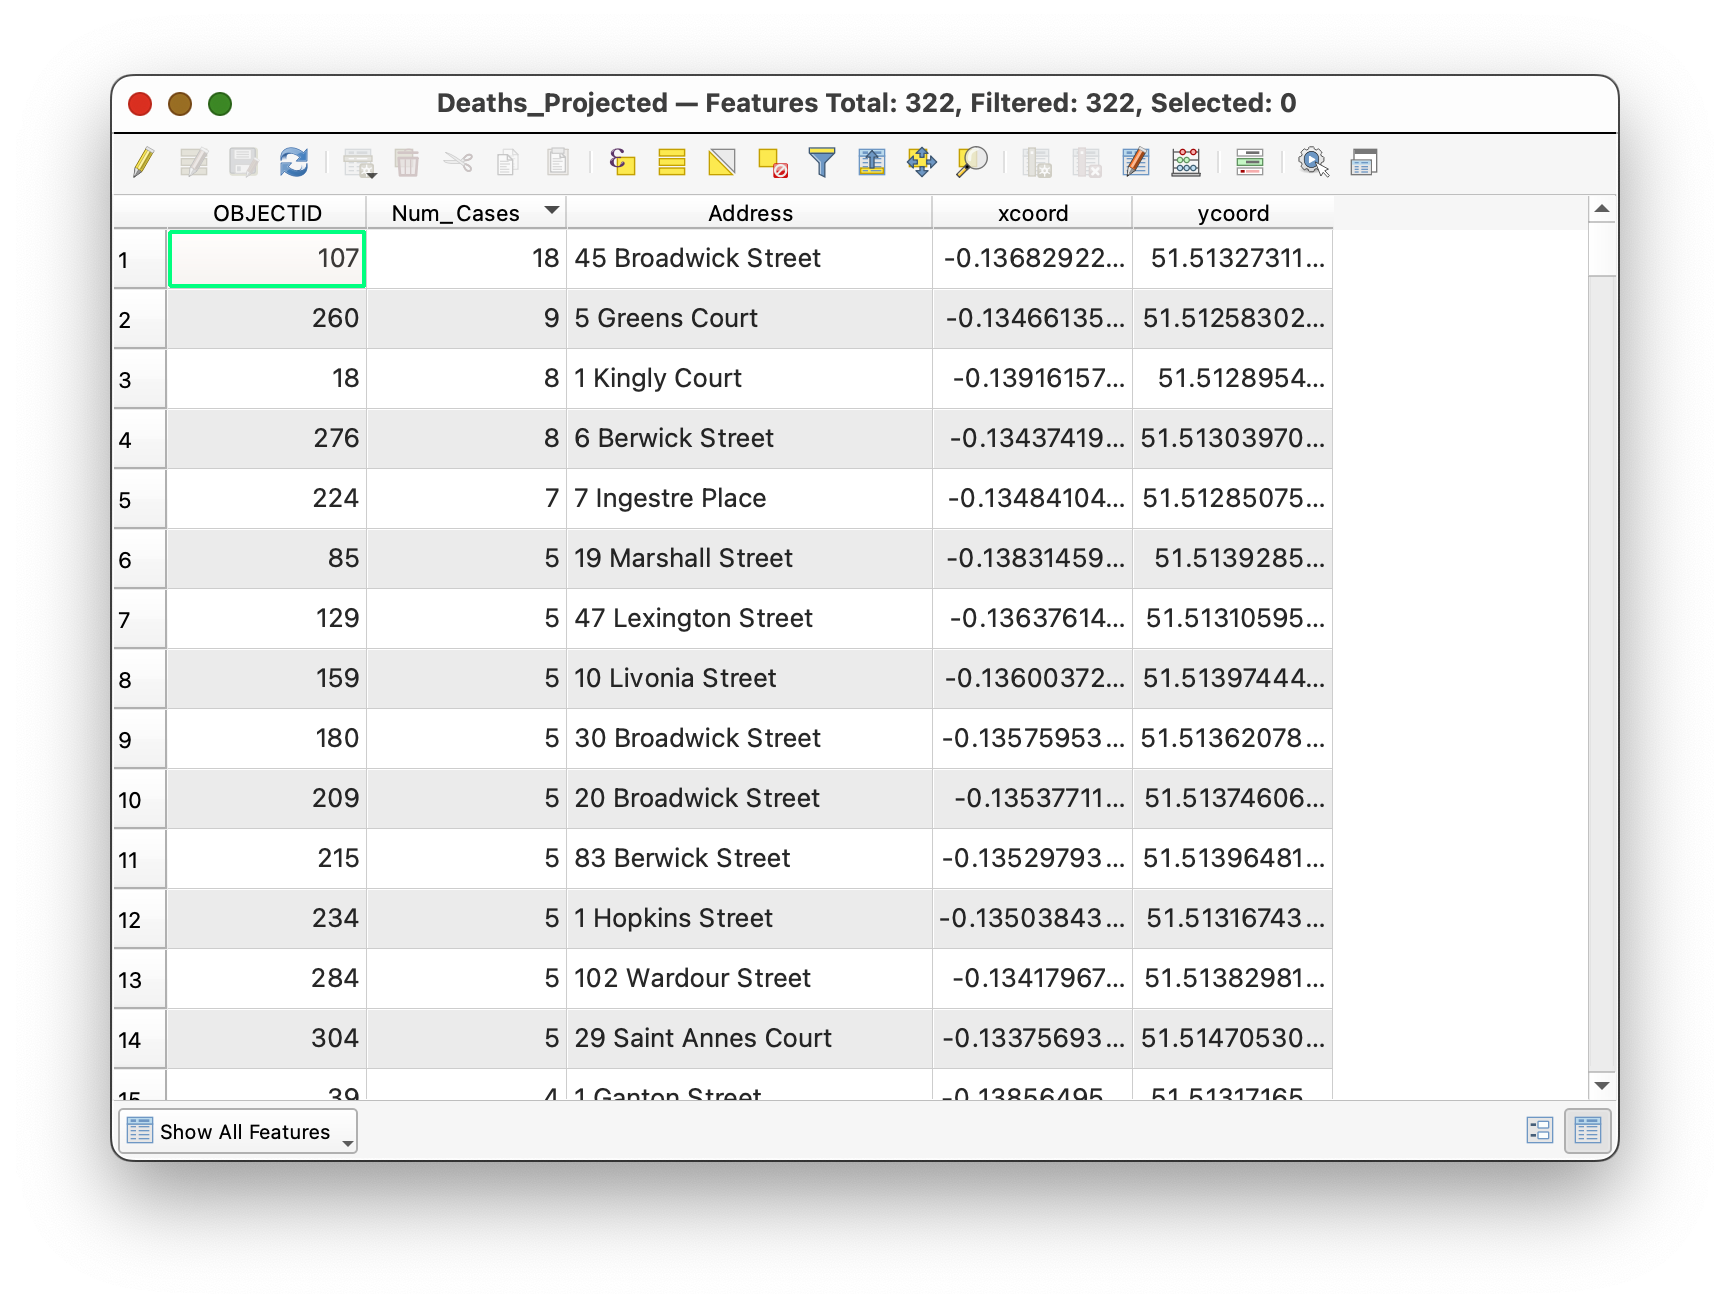 Deaths_Projected — Features Total: 322, Filtered: 322, Selected: 0
OBJECTID Num_Cases Address xcoord ycoord
1 107 18 45 Broadwick Street -0.13682922... 51.51327311...
2 260 9 5 Greens Court -0.13466135... 51.51258302...
3 18 8 1 Kingly Court -0.13916157... 51.5128954...
4 276 8 6 Berwick Street -0.13437419... 51.51303970...
5 224 7 7 Ingestre Place -0.13484104... 51.51285075...
6 85 5 19 Marshall Street -0.13831459... 51.5139285...
7 129 5 47 Lexington Street -0.13637614... 51.51310595...
8 159 5 10 Livonia Street -0.13600372... 51.51397444...
9 180 5 30 Broadwick Street -0.13575953... 51.51362078...
10 209 5 20 Broadwick Street -0.13537711... 51.51374606...
11 215 5 83 Berwick Street -0.13529793... 51.51396481...
12 234 5 1 Hopkins Street -0.13503843... 51.51316743...
13 284 5 102 Wardour Street -0.13417967... 51.51382981...
14 304 5 29 Saint Annes Court -0.13375693... 51.51470530...
15 39 4 1 Ganton Street -0.13856495... 51.51317165...
Show All Features